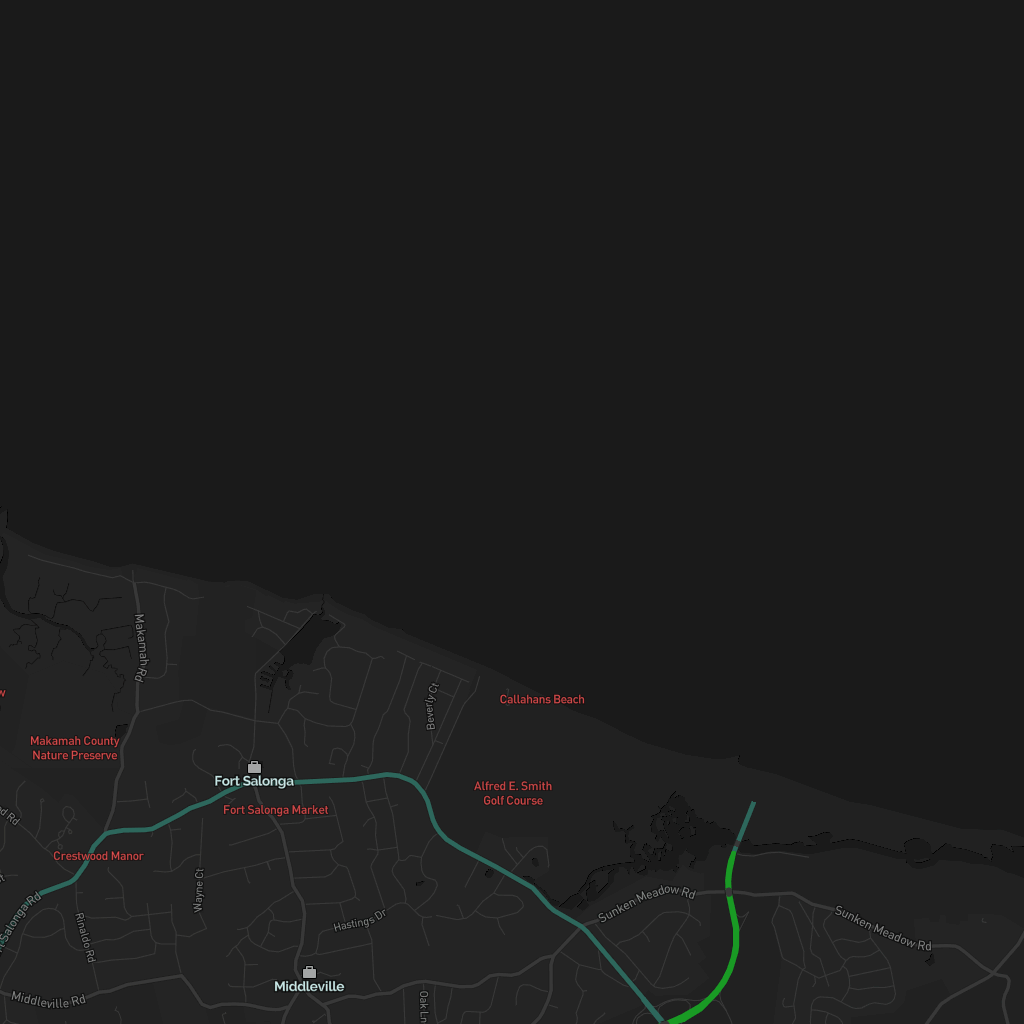 Makamah Rd
Beverly Ct
Callahans Beach
Makamah County
Nature Preserve
Fort Salonga
Alfred E. Smith
Golf Course
Fort Salonga Market
Crestwood Manor
Wayne Ct
Sunken Meadow Rd
Sunken Meadow Rd
Hastings Dr
Rinaldo Rd
Salonga Rd
Middleville
Middleville Rd
Oak Ln